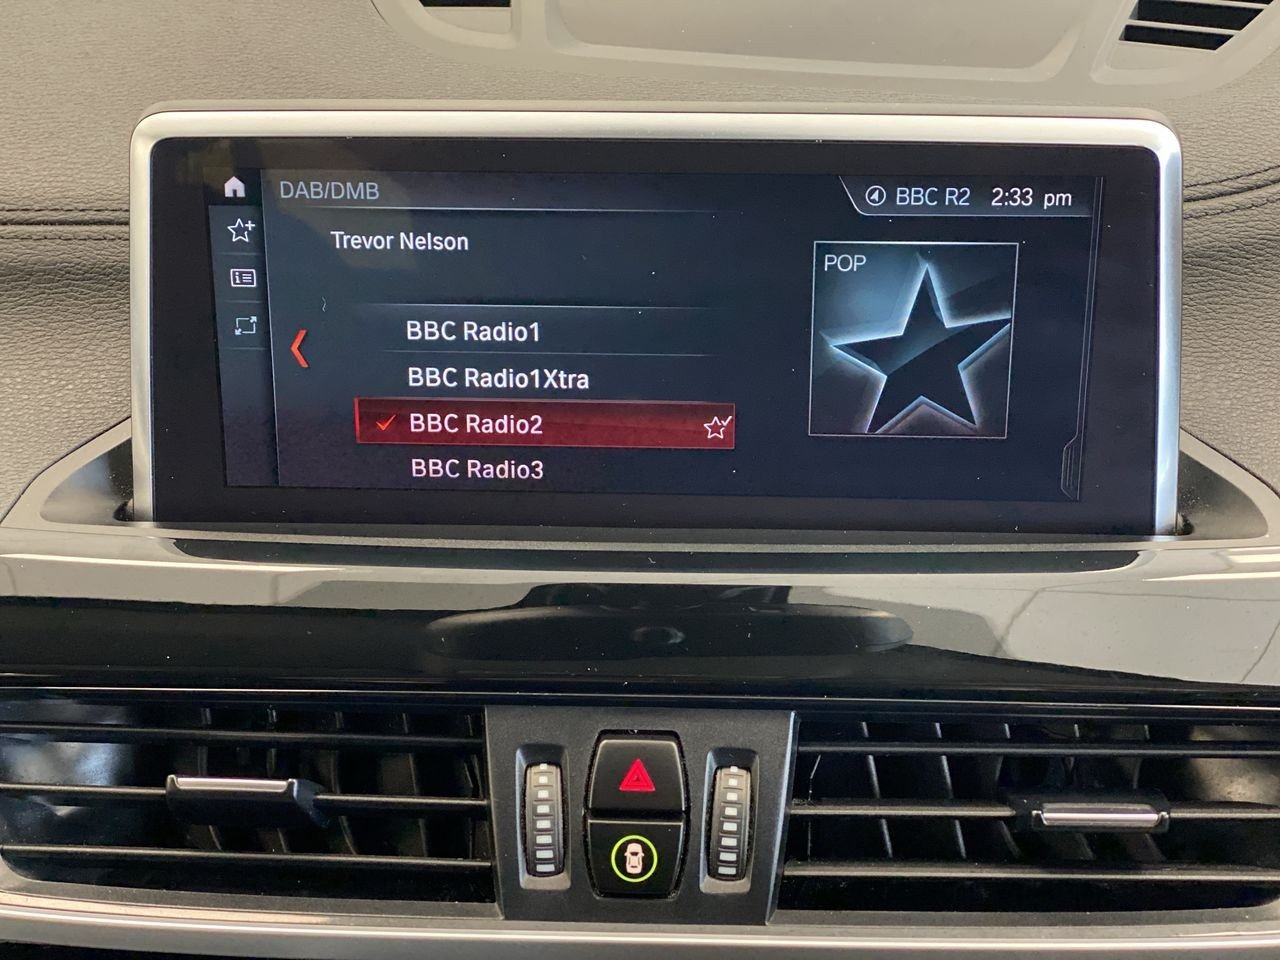 DAB/DMB
BBC R2 2:33 pm
Trevor Nelson
POP
BBC Radio1
BBC Radio1Xtra
BBC Radio2
BBC Radio3